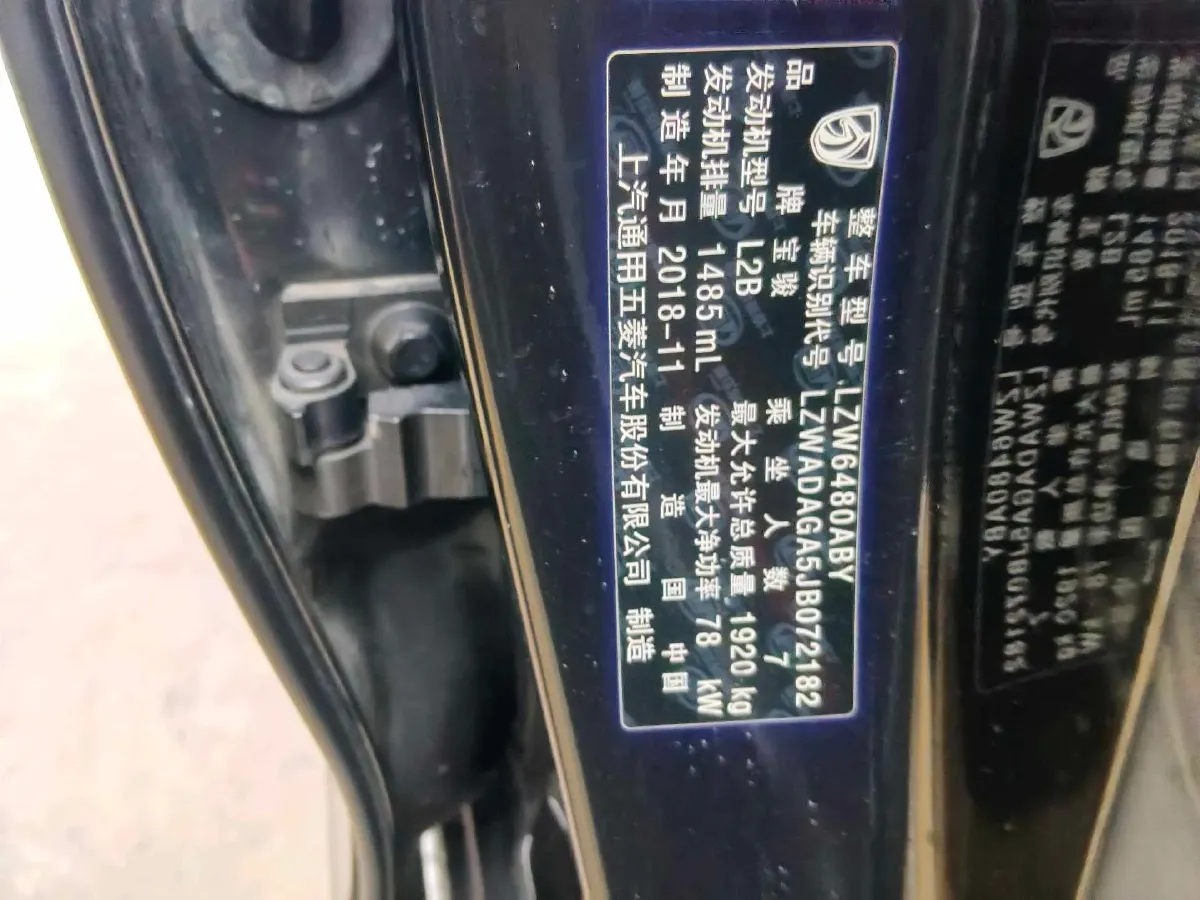 整车型号 LZW6480ABY
车辆识别代号 LZWADAGA5JB072182
品牌 宝骏 乘坐人数 7
发动机型号 L2B 最大允许总质量 1920 kg
发动机排量 1485 mL 发动机最大净功率 78 kW
制造年月 2018-11 制造国 中国
上汽通用五菱汽车股份有限公司 制造